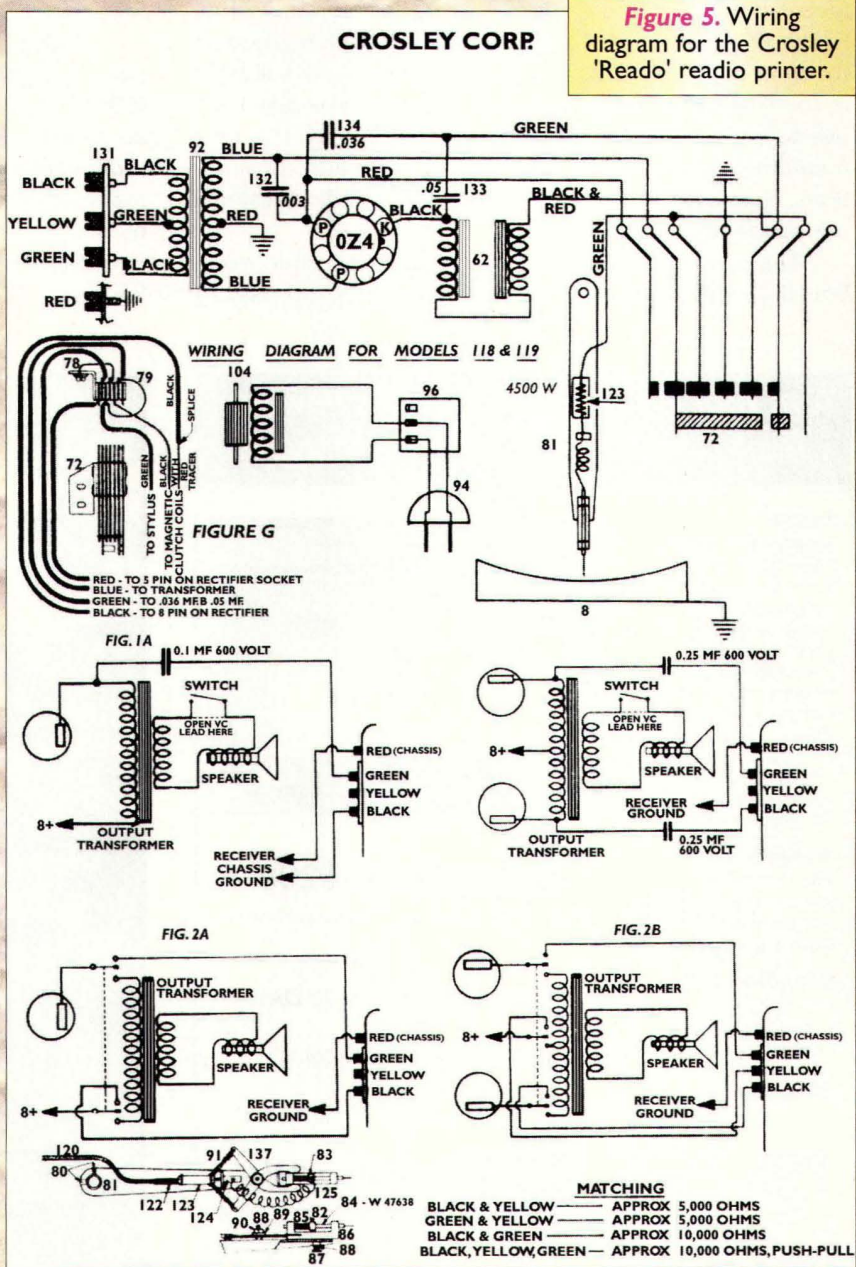 Figure 5. Wiring
diagram for the Crosley
'Reado' readio printer.
CROSLEY CORP.
134
.036
GREEN
131
BLACK
92
BLUE
132
.003
RED
.05
133
BLACK &
RED
BLACK
YELLOW
GREEN
RED
BLACK
GREEN
BLACK
RED
BLUE
P
K
0Z4
P
62
GREEN
WIRING DIAGRAM FOR MODELS 118 & 119
78
79
BLACK
SPLICE
104
96
94
4500 W
123
81
72
72
TO STYLUS GREEN
BLACK
TO MAGNETIC
CLUTCH COILS WITH
RED
TRACER
FIGURE G
RED - TO 5 PIN ON RECTIFIER SOCKET
BLUE - TO TRANSFORMER
GREEN - TO .036 MF.B .05 MF.
BLACK - TO 8 PIN ON RECTIFIER
8
FIG. 1A
0.1 MF 600 VOLT
SWITCH
OPEN VC
LEAD HERE
SPEAKER
RED (CHASSIS)
GREEN
YELLOW
BLACK
8+
OUTPUT
TRANSFORMER
RECEIVER
CHASSIS
GROUND
0.25 MF 600 VOLT
SWITCH
OPEN VC
LEAD HERE
8+
SPEAKER
RED (CHASSIS)
GREEN
YELLOW
BLACK
RECEIVER
GROUND
OUTPUT
TRANSFORMER
0.25 MF
600 VOLT
FIG. 2A
OUTPUT
TRANSFORMER
SPEAKER
RED (CHASSIS)
GREEN
YELLOW
BLACK
8+
RECEIVER
GROUND
FIG. 2B
OUTPUT
TRANSFORMER
8+
SPEAKER
RED (CHASSIS)
GREEN
YELLOW
BLACK
RECEIVER
GROUND
120
80
81
91
137
83
122
123
124
125
84 - W 47638
90
88
89
85
82
86
88
87
MATCHING
BLACK & YELLOW — APPROX 5,000 OHMS
GREEN & YELLOW — APPROX 5,000 OHMS
BLACK & GREEN — APPROX 10,000 OHMS
BLACK, YELLOW, GREEN — APPROX 10,000 OHMS, PUSH-PULL